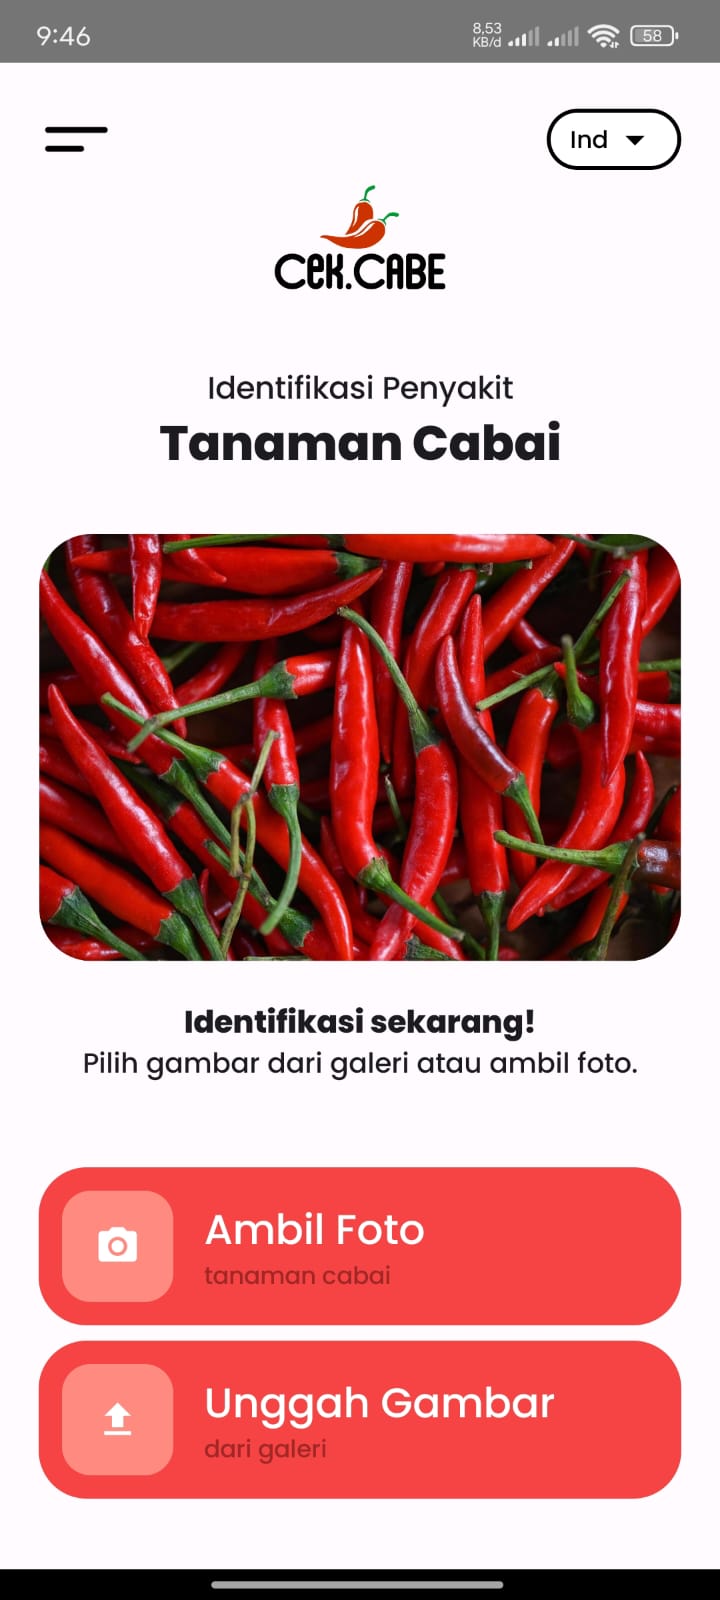 9:46
8,53
KB/d
58
Ind
CeK.CABE
Identifikasi Penyakit
Tanaman Cabai
Identifikasi sekarang!
Pilih gambar dari galeri atau ambil foto.
Ambil Foto
tanaman cabai
Unggah Gambar
dari galeri